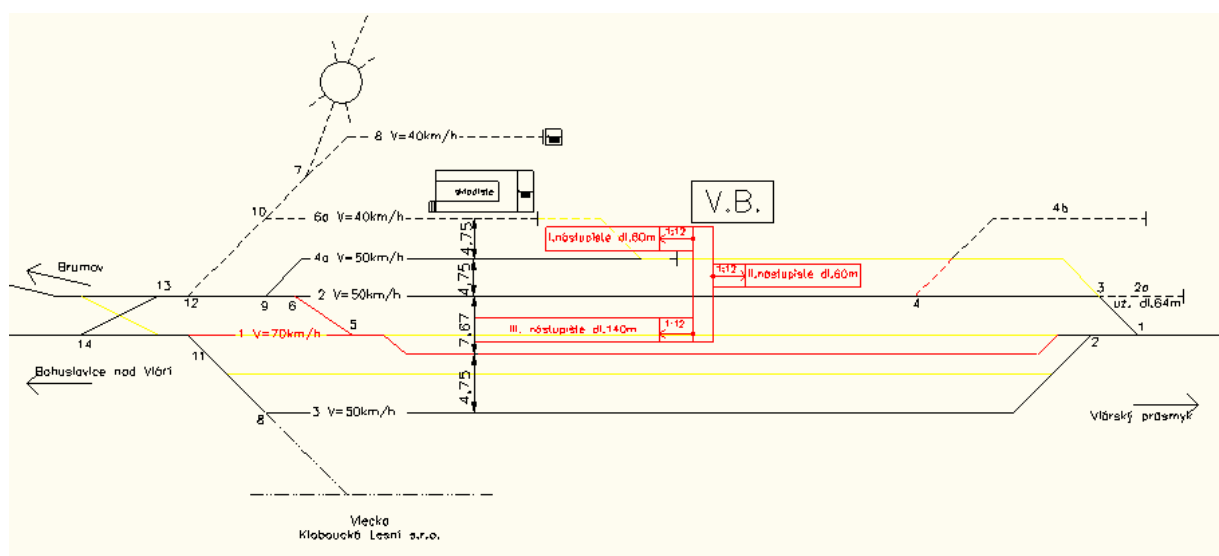 8 V=40km/h
7
skladiste
V.B.
10
6a V=40km/h
4b
4.75
I.nástupiště dl.60m
1:12
Brumov
4a V=50km/h
4.75
1:12
II.nástupiště dl.60m
13
12
9
6
2 V=50km/h
4
3
2a
už. dl.64m
14
11
1 V=70km/h
5
7.67
III. nástupiště dl.140m
1:12
2
1
Bohuslavice nad Vláří
4.75
8
3 V=50km/h
Vlárský průsmyk
Vlecka
Kloboucká Lesní s.r.o.